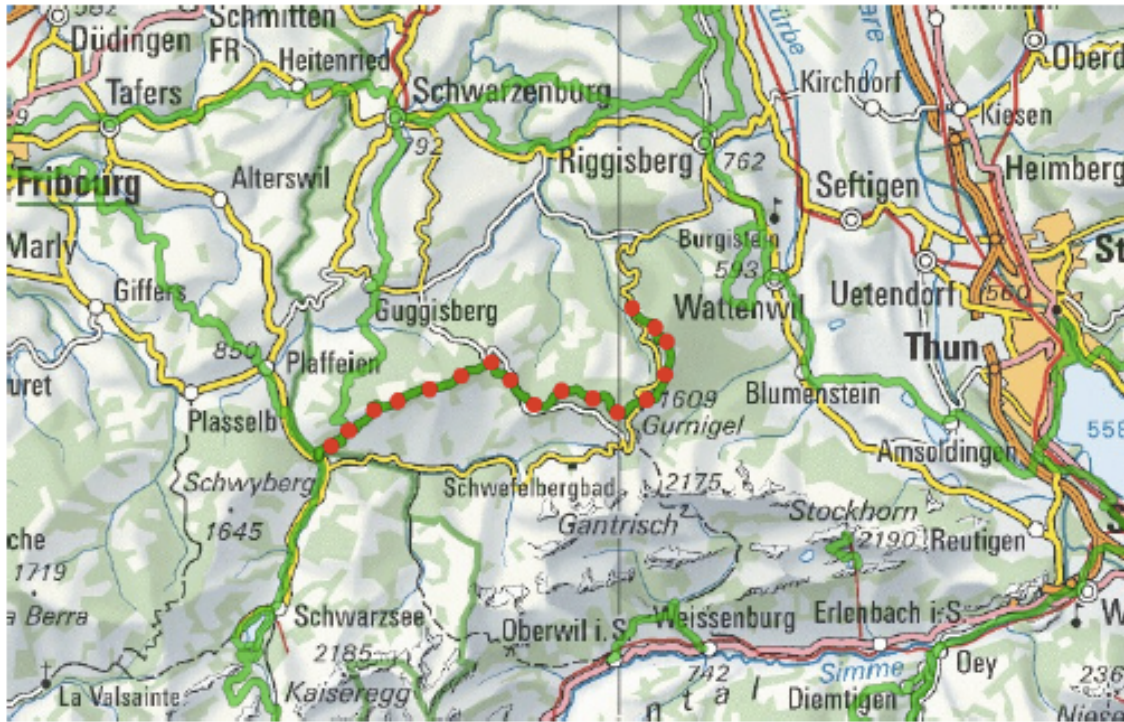 582
Schmitten
FR
Düdingen
Heitenried
Tafers
Schwarzenburg
Kirchdorf
Oberd
Kiesen
9
792
Riggisberg
762
Heimberg
Fribourg
Alterswil
Seftigen
Marly
Burgistein
593
St
Giffers
Guggisberg
Wattenwil
Uetendorf
560
850
Plaffeien
Thun
uret
Plasselb
1609
Gurnigel
Blumenstein
558
Amsoldingen
Schwyberg
Schwefelbergbad
2175
Gantrisch
Stockhorn
1645
2190
Reutigen
che
1719
a Berra
Schwarzsee
Oberwil i. S.
Weissenburg
Erlenbach i. S.
W
2185
742
Simme
Oey
La Valsainte
Kaiseregg
n t a l
Diemtigen
236
Niese